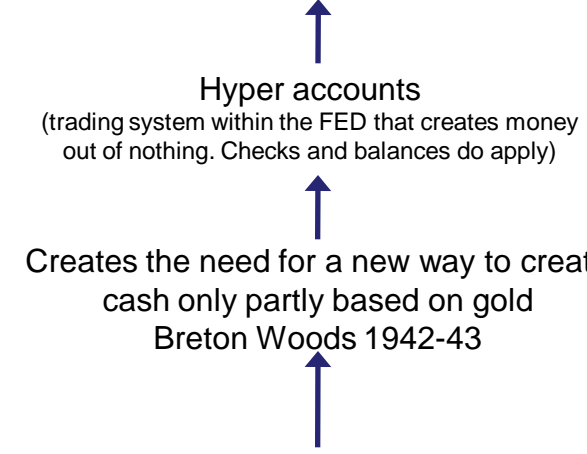 Hyper accounts
(trading system within the FED that creates money
out of nothing. Checks and balances do apply)
Creates the need for a new way to creat
cash only partly based on gold
Breton Woods 1942-43